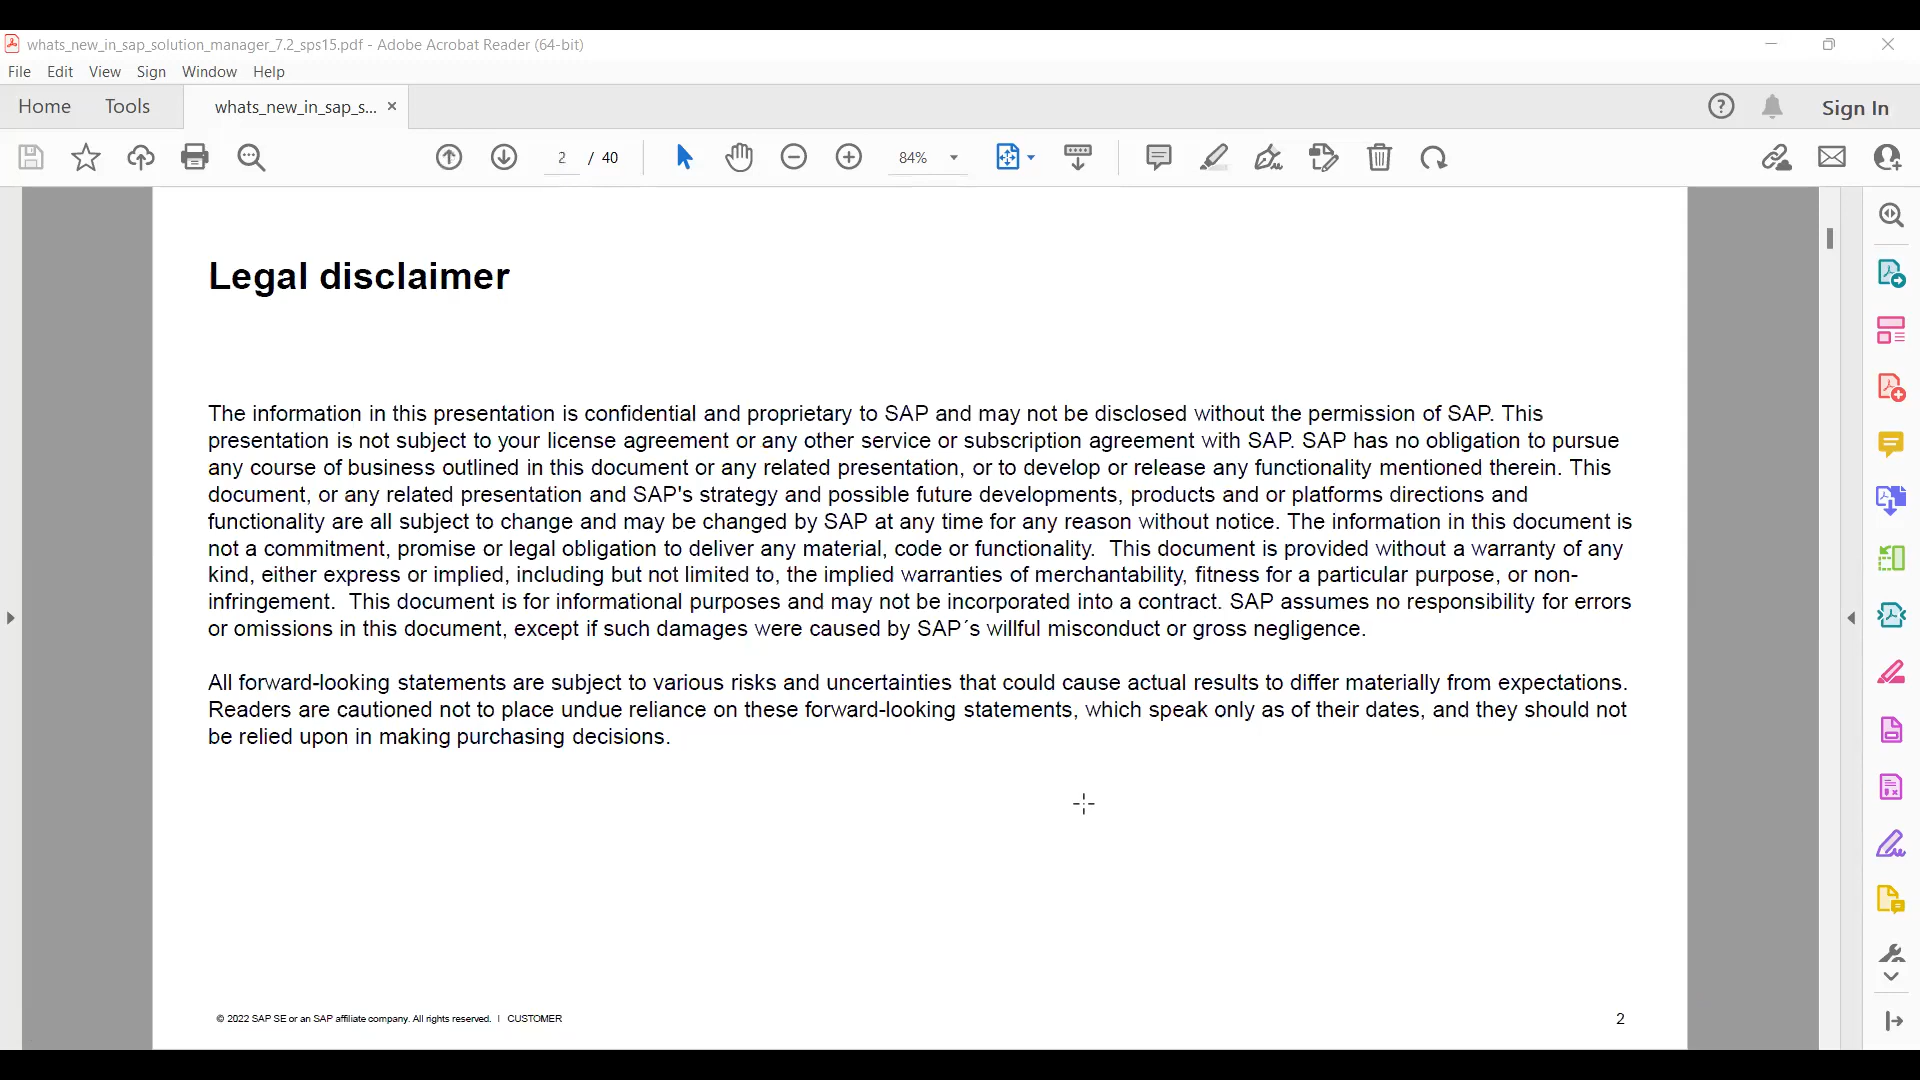 whats_new_in_sap_solution_manager_7.2_sps15.pdf - Adobe Acrobat Reader (64-bit)
File Edit View Sign Window Help
Home Tools whats_new_in_sap_s... Sign In
2 / 40 84%
Legal disclaimer
The information in this presentation is confidential and proprietary to SAP and may not be disclosed without the permission of SAP. This
presentation is not subject to your license agreement or any other service or subscription agreement with SAP. SAP has no obligation to pursue
any course of business outlined in this document or any related presentation, or to develop or release any functionality mentioned therein. This
document, or any related presentation and SAP's strategy and possible future developments, products and or platforms directions and
functionality are all subject to change and may be changed by SAP at any time for any reason without notice. The information in this document is
not a commitment, promise or legal obligation to deliver any material, code or functionality.  This document is provided without a warranty of any
kind, either express or implied, including but not limited to, the implied warranties of merchantability, fitness for a particular purpose, or non-
infringement.  This document is for informational purposes and may not be incorporated into a contract. SAP assumes no responsibility for errors
or omissions in this document, except if such damages were caused by SAP´s willful misconduct or gross negligence.
All forward-looking statements are subject to various risks and uncertainties that could cause actual results to differ materially from expectations.
Readers are cautioned not to place undue reliance on these forward-looking statements, which speak only as of their dates, and they should not
be relied upon in making purchasing decisions.
© 2022 SAP SE or an SAP affiliate company. All rights reserved. | CUSTOMER
2